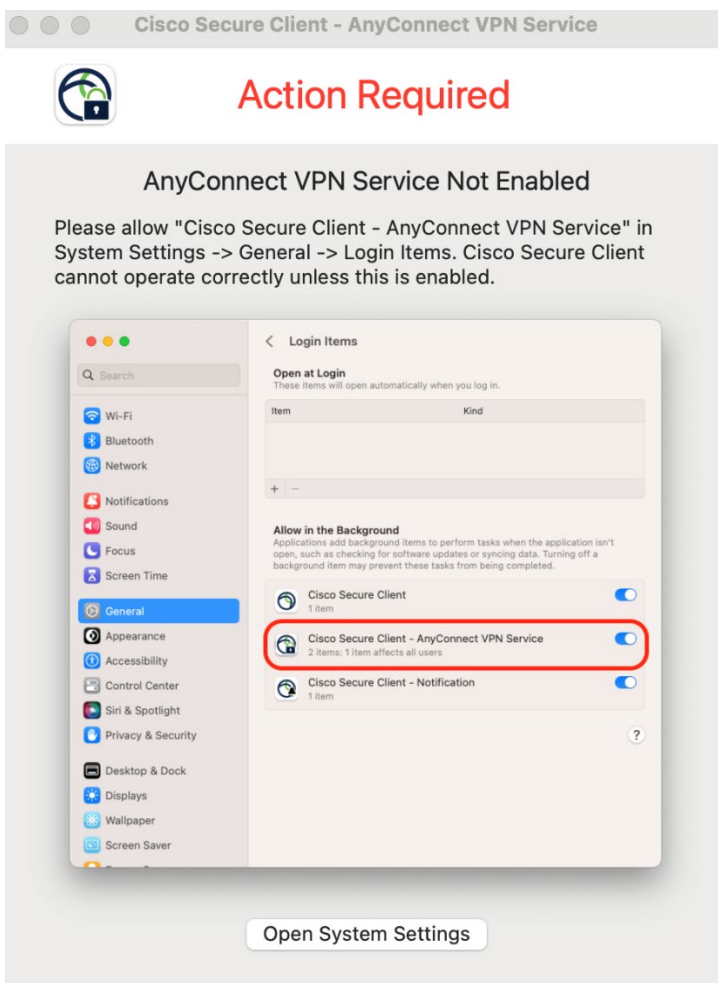 Cisco Secure Client - AnyConnect VPN Service
Action Required
AnyConnect VPN Service Not Enabled
Please allow "Cisco Secure Client - AnyConnect VPN Service" in
System Settings -> General -> Login Items. Cisco Secure Client
cannot operate correctly unless this is enabled.
Search
Wi-Fi
Bluetooth
Network
Notifications
Sound
Focus
Screen Time
General
Appearance
Accessibility
Control Center
Siri & Spotlight
Privacy & Security
Desktop & Dock
Displays
Wallpaper
Screen Saver
< Login Items
Open at Login
These items will open automatically when you log in.
Item Kind
+ −
Allow in the Background
Applications add background items to perform tasks when the application isn't
open, such as checking for software updates or syncing data. Turning off a
background item may prevent these tasks from being completed.
Cisco Secure Client
1 item
Cisco Secure Client - AnyConnect VPN Service
2 items: 1 item affects all users
Cisco Secure Client - Notification
1 item
?
Open System Settings